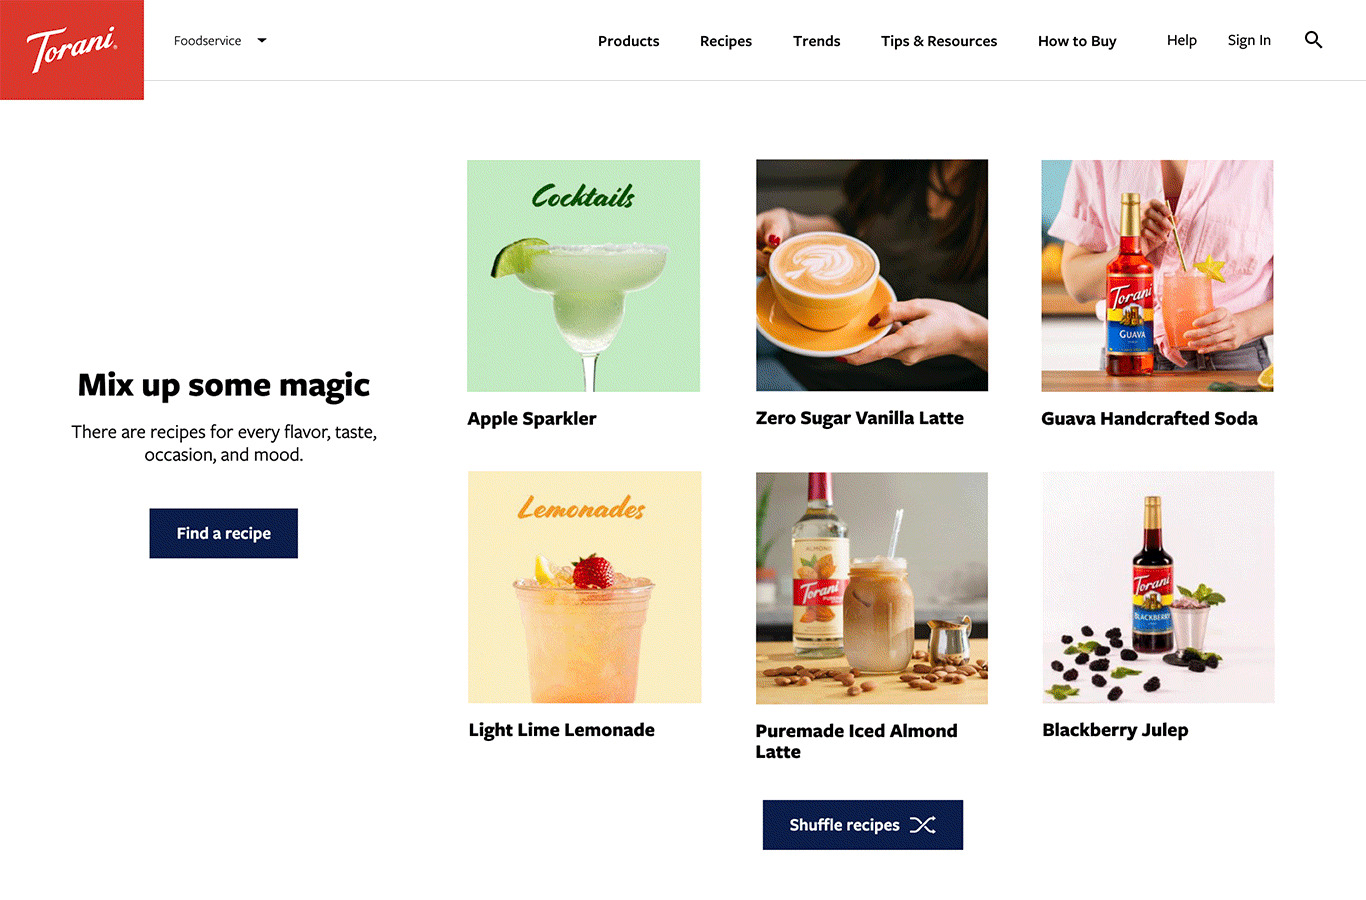 Torani
Foodservice
Products
Recipes
Trends
Tips & Resources
How to Buy
Help
Sign In
Mix up some magic
There are recipes for every flavor, taste,
occasion, and mood.
Find a recipe
Cocktails
Apple Sparkler
Zero Sugar Vanilla Latte
Torani
GUAVA
Guava Handcrafted Soda
Lemonades
Light Lime Lemonade
ALMOND
Torani
Puremade Iced Almond
Latte
Torani
BLACKBERRY
Blackberry Julep
Shuffle recipes